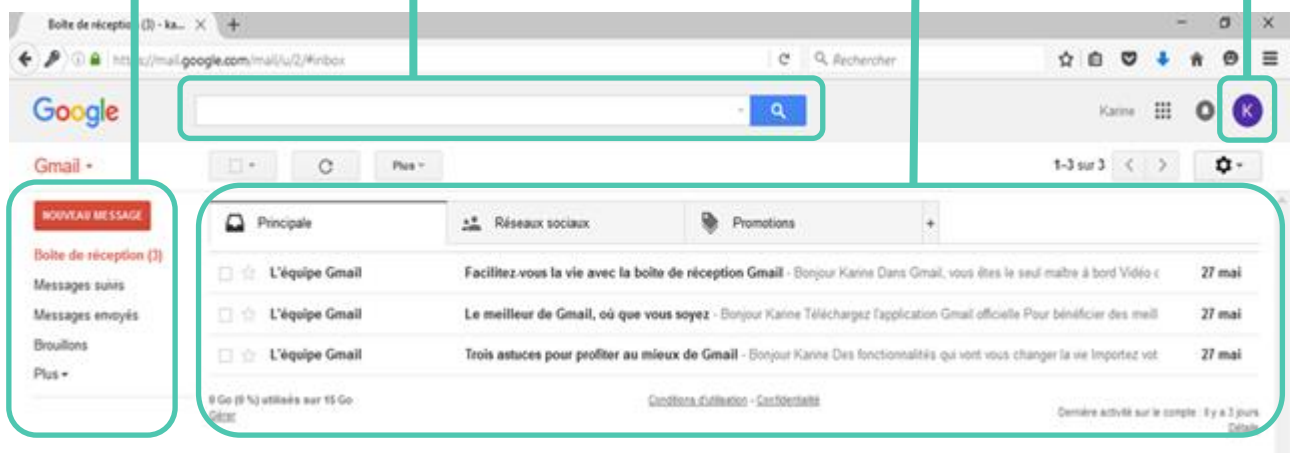 Boîte de réception (3) - ka...
https://mail.google.com/mail/u/2/#inbox
Rechercher
Google
Karine
K
Gmail
Plus
1–3 sur 3
NOUVEAU MESSAGE
Boîte de réception (3)
Messages suivis
Messages envoyés
Brouillons
Plus
Principale
Réseaux sociaux
Promotions
+
L'équipe Gmail Facilitez-vous la vie avec la boîte de réception Gmail - Bonjour Karine Dans Gmail, vous êtes le seul maître à bord Vidéo c 27 mai
L'équipe Gmail Le meilleur de Gmail, où que vous soyez - Bonjour Karine Téléchargez l'application Gmail officielle Pour bénéficier des meill 27 mai
L'équipe Gmail Trois astuces pour profiter au mieux de Gmail - Bonjour Karine Des fonctionnalités qui vont vous changer la vie Importez vot 27 mai
0 Go (0 %) utilisés sur 15 Go
Gérer
Conditions d'utilisation - Confidentialité
Dernière activité sur le compte : il y a 3 jours
Détails